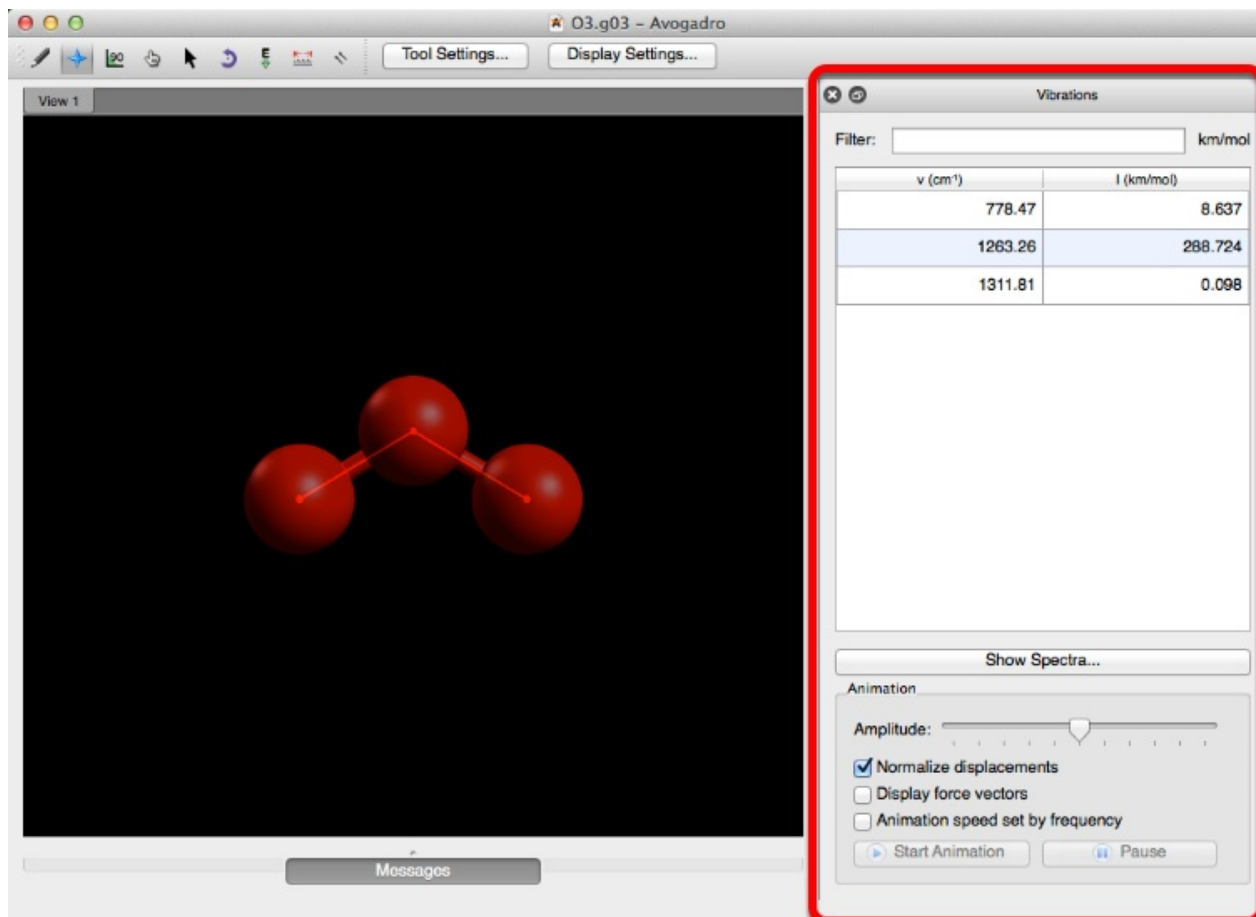 O3.g03 – Avogadro
90
E
Tool Settings...
Display Settings...
View 1
Vibrations
Filter:
km/mol
v (cm⁻¹) I (km/mol)
778.47 8.637
1263.26 288.724
1311.81 0.098
Show Spectra...
Animation
Amplitude:
Normalize displacements
Display force vectors
Animation speed set by frequency
Start Animation Pause
Messages